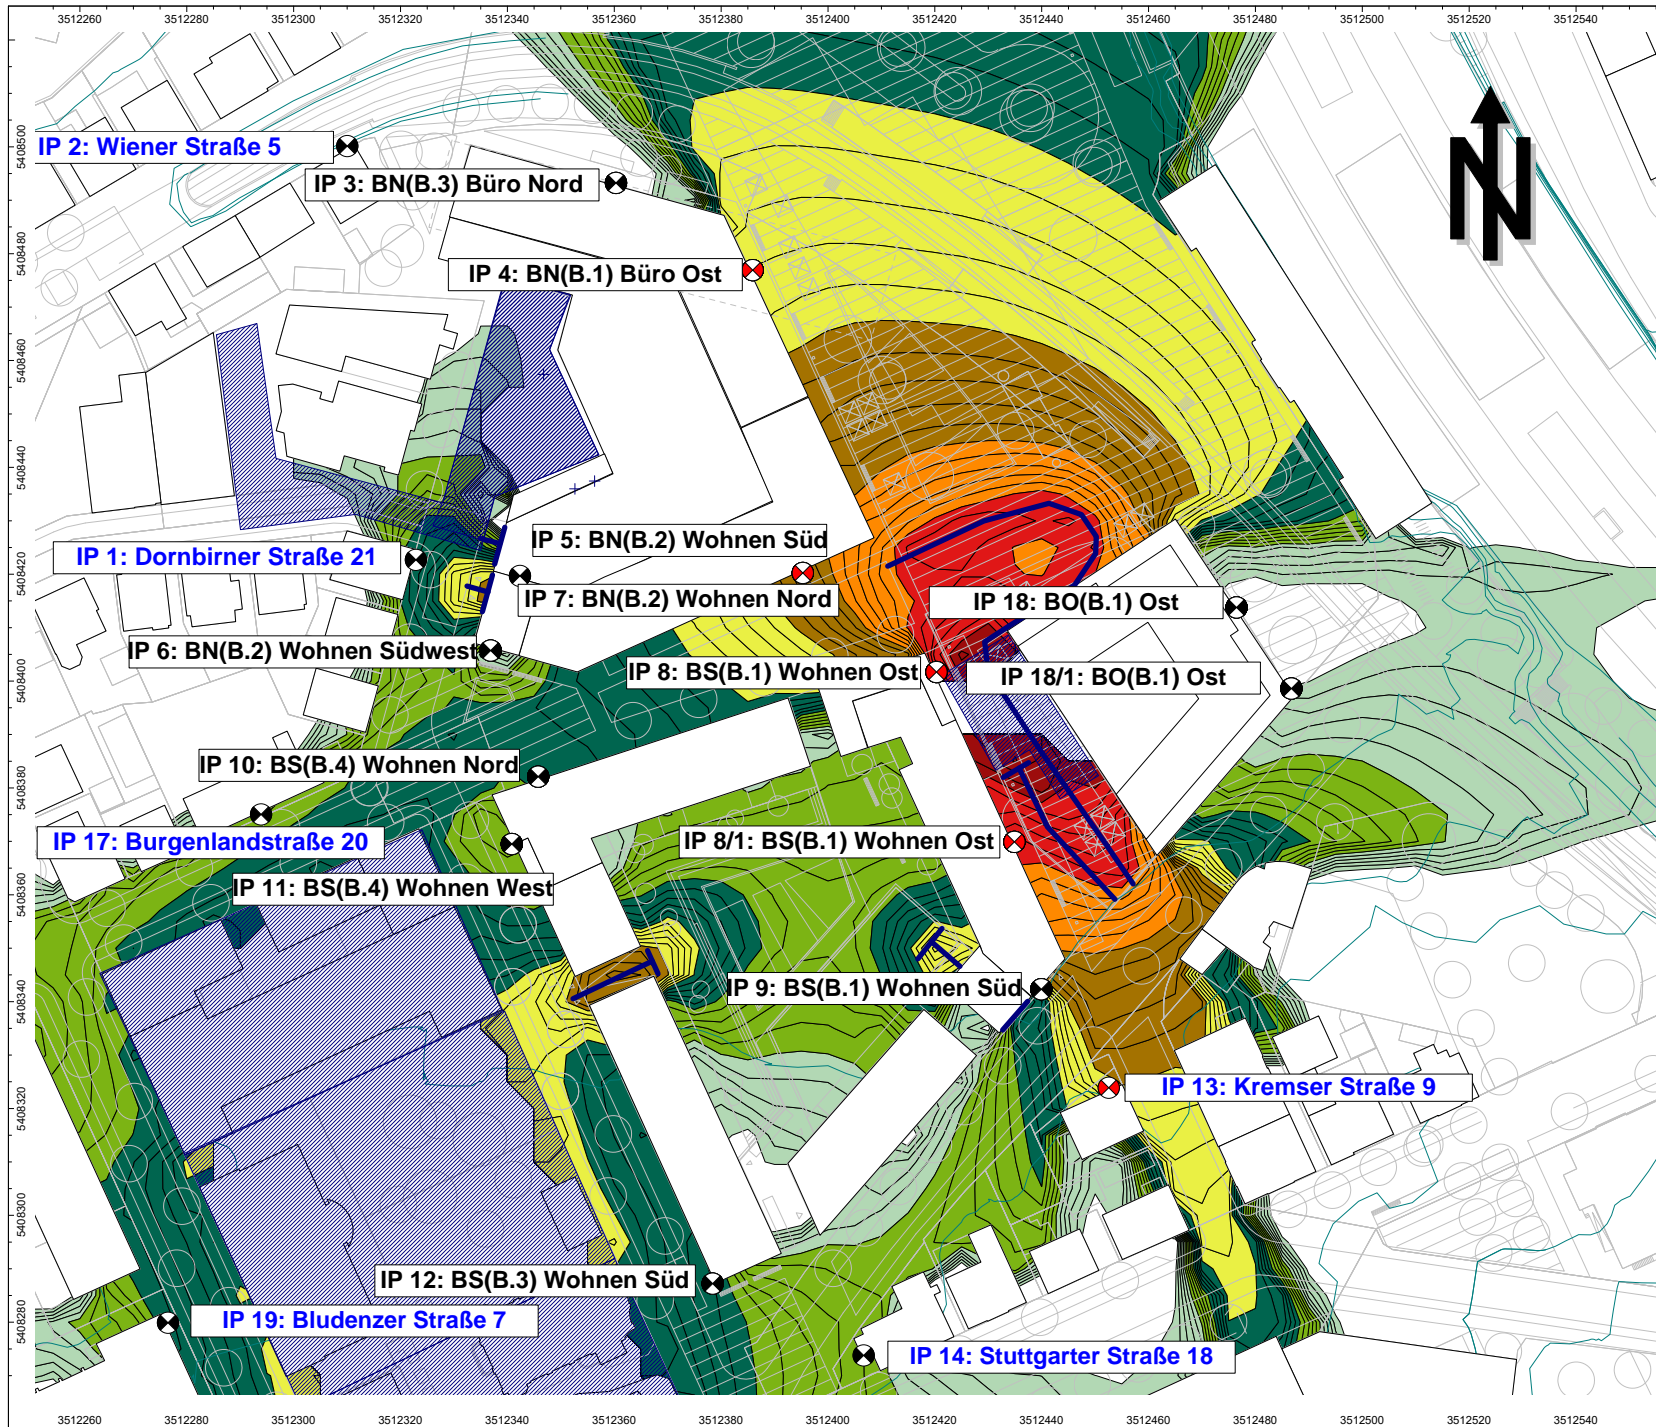 3512260 3512280 3512300 3512320 3512340 3512360 3512380 3512400 3512420 3512440 3512460 3512480 3512500 3512520 3512540
5408500
5408480
5408460
5408440
5408420
5408400
5408380
5408360
5408340
5408320
5408300
5408280
N
IP 2: Wiener Straße 5
IP 3: BN(B.3) Büro Nord
IP 4: BN(B.1) Büro Ost
IP 5: BN(B.2) Wohnen Süd
IP 1: Dornbirner Straße 21
IP 7: BN(B.2) Wohnen Nord
IP 18: BO(B.1) Ost
IP 6: BN(B.2) Wohnen Südwest
IP 8: BS(B.1) Wohnen Ost
IP 18/1: BO(B.1) Ost
IP 10: BS(B.4) Wohnen Nord
IP 17: Burgenlandstraße 20
IP 8/1: BS(B.1) Wohnen Ost
IP 11: BS(B.4) Wohnen West
IP 9: BS(B.1) Wohnen Süd
IP 13: Kremser Straße 9
IP 12: BS(B.3) Wohnen Süd
IP 19: Bludenzer Straße 7
IP 14: Stuttgarter Straße 18
3512260 3512280 3512300 3512320 3512340 3512360 3512380 3512400 3512420 3512440 3512460 3512480 3512500 3512520 3512540